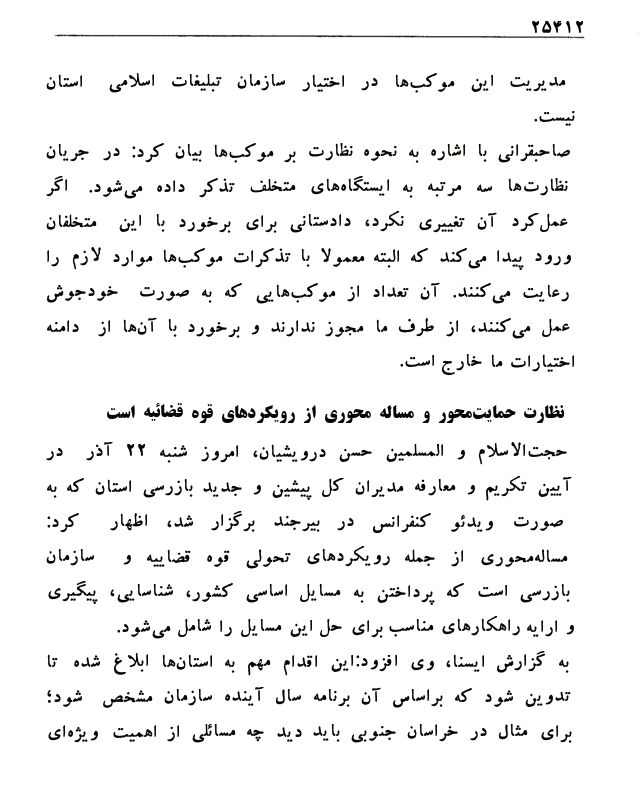 ۲۵۴۱۲
مدیریت این موکب‌ها در اختیار سازمان تبلیغات اسلامی استان
نیست.
صاحبقرانی با اشاره به نحوه نظارت بر موکب‌ها بیان کرد: در جریان
نظارت‌ها سه مرتبه به ایستگاه‌های متخلف تذکر داده می‌شود. اگر
عمل‌کرد آن تغییری نکرد، دادستانی برای برخورد با این متخلفان
ورود پیدا می‌کند که البته معمولا با تذکرات موکب‌ها موارد لازم را
رعایت می‌کنند. آن تعداد از موکب‌هایی که به صورت خودجوش
عمل می‌کنند، از طرف ما مجوز ندارند و برخورد با آن‌ها از دامنه
اختیارات ما خارج است.
نظارت حمایت‌محور و مساله محوری از رویکردهای قوه قضائیه است
حجت‌الاسلام و المسلمین حسن درویشیان، امروز شنبه ۲۲ آذر در
آیین تکریم و معارفه مدیران کل پیشین و جدید بازرسی استان که به
صورت ویدئو کنفرانس در بیرجند برگزار شد، اظهار کرد:
مساله‌محوری از جمله رویکردهای تحولی قوه قضاییه و سازمان
بازرسی است که پرداختن به مسایل اساسی کشور، شناسایی، پیگیری
و ارایه راهکارهای مناسب برای حل این مسایل را شامل می‌شود.
به گزارش ایسنا، وی افزود:این اقدام مهم به استان‌ها ابلاغ شده تا
تدوین شود که براساس آن برنامه سال آینده سازمان مشخص شود؛
برای مثال در خراسان جنوبی باید دید چه مسائلی از اهمیت ویژه‌ای